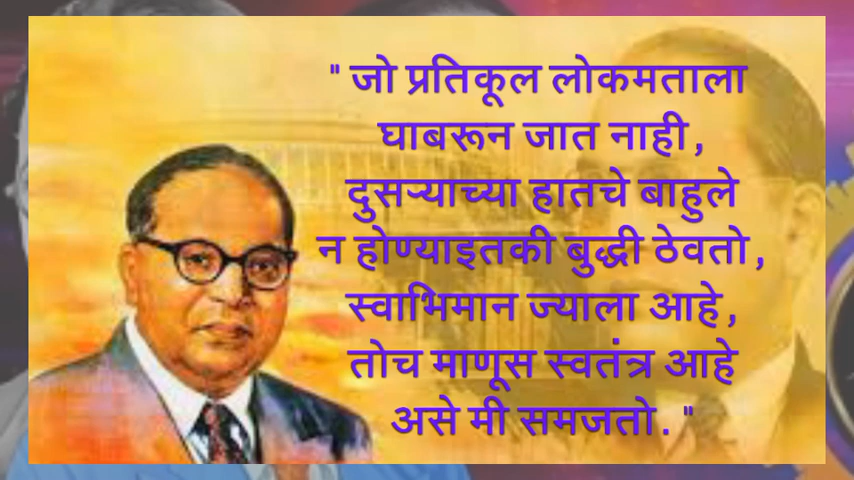 " जो प्रतिकूल लोकमताला
घाबरून जात नाही,
दुसऱ्याच्या हातचे बाहुले
न होण्याइतकी बुद्धी ठेवतो,
स्वाभिमान ज्याला आहे,
तोच माणूस स्वतंत्र आहे
असे मी समजतो. "